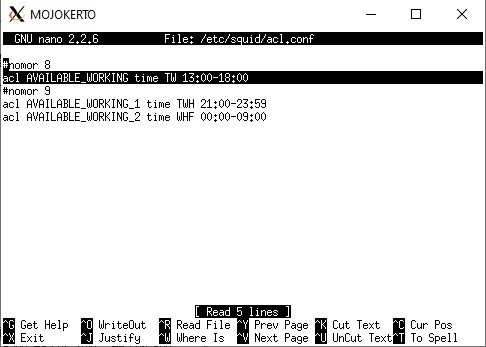 MOJOKERTO
GNU nano 2.2.6 File: /etc/squid/acl.conf
#nomor 8
acl AVAILABLE_WORKING time TW 13:00-18:00
#nomor 9
acl AVAILABLE_WORKING_1 time TWH 21:00-23:59
acl AVAILABLE_WORKING_2 time WHF 00:00-09:00
[ Read 5 lines ]
^G Get Help ^O WriteOut ^R Read File ^Y Prev Page ^K Cut Text ^C Cur Pos
^X Exit ^J Justify ^W Where Is ^V Next Page ^U UnCut Text ^T To Spell